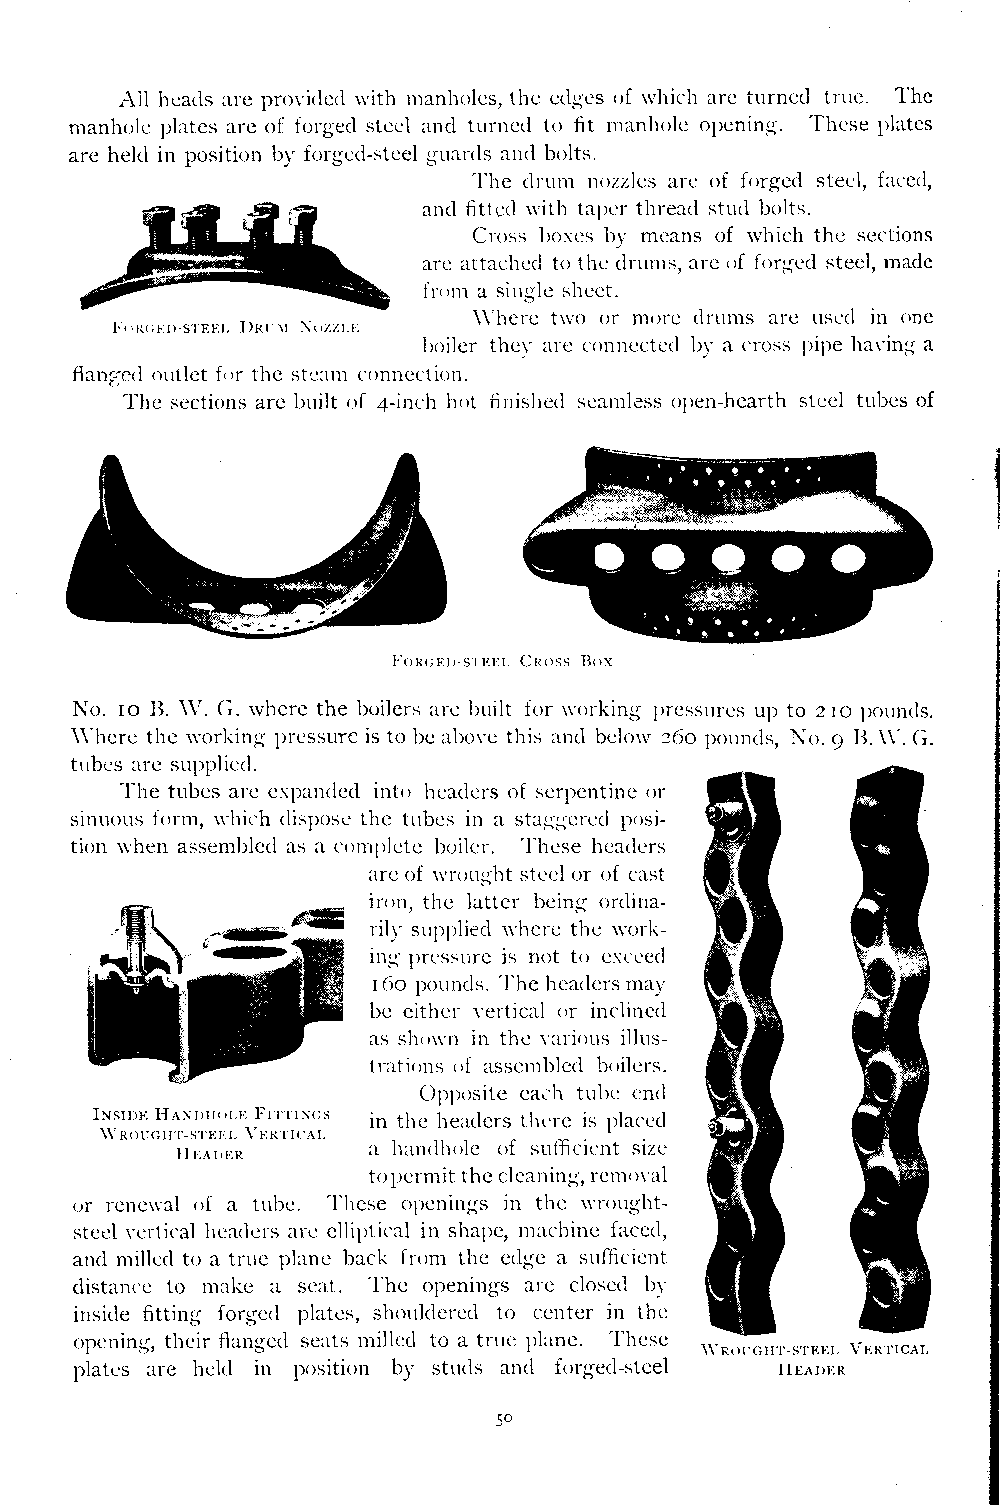 All heads are provided with manholes, the edges of which are turned true. The
manhole plates are of forged steel and turned to fit manhole opening. These plates
are held in position by forged-steel guards and bolts.
The drum nozzles are of forged steel, faced,
and fitted with taper thread stud bolts.
Cross boxes by means of which the sections
are attached to the drums, are of forged steel, made
from a single sheet.
FORGED-STEEL DRUM NOZZLE
Where two or more drums are used in one
boiler they are connected by a cross pipe having a
flanged outlet for the steam connection.
The sections are built of 4-inch hot finished seamless open-hearth steel tubes of
FORGED-STEEL CROSS BOX
No. 10 B. W. G. where the boilers are built for working pressures up to 210 pounds.
Where the working pressure is to be above this and below 260 pounds, No. 9 B. W. G.
tubes are supplied.
The tubes are expanded into headers of serpentine or
sinuous form, which dispose the tubes in a staggered posi-
tion when assembled as a complete boiler. These headers
are of wrought steel or of cast
iron, the latter being ordina-
rily supplied where the work-
ing pressure is not to exceed
160 pounds. The headers may
be either vertical or inclined
as shown in the various illus-
trations of assembled boilers.
Opposite each tube end
in the headers there is placed
a handhole of sufficient size
to permit the cleaning, removal
INSIDE HANDHOLE FITTINGS
WROUGHT-STEEL VERTICAL
HEADER
or renewal of a tube. These openings in the wrought-
steel vertical headers are elliptical in shape, machine faced,
and milled to a true plane back from the edge a sufficient
distance to make a seat. The openings are closed by
inside fitting forged plates, shouldered to center in the
opening, their flanged seats milled to a true plane. These
plates are held in position by studs and forged-steel
WROUGHT-STEEL VERTICAL
HEADER
50